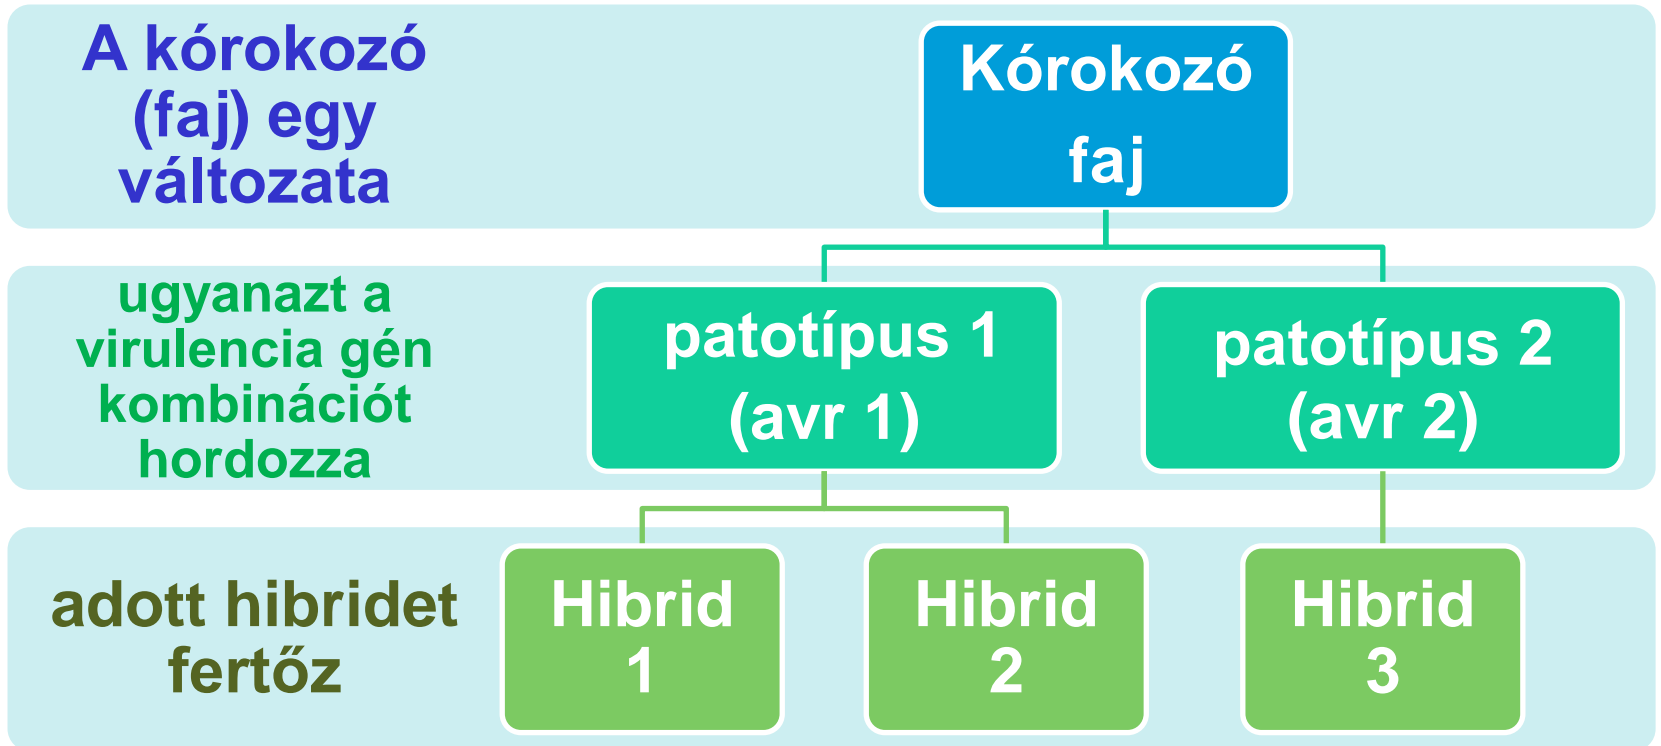 A kórokozó
(faj) egy
változata
Kórokozó
faj
ugyanazt a
virulencia gén
kombinációt
hordozza
patotípus 1
(avr 1)
patotípus 2
(avr 2)
adott hibridet
fertőz
Hibrid
1
Hibrid
2
Hibrid
3